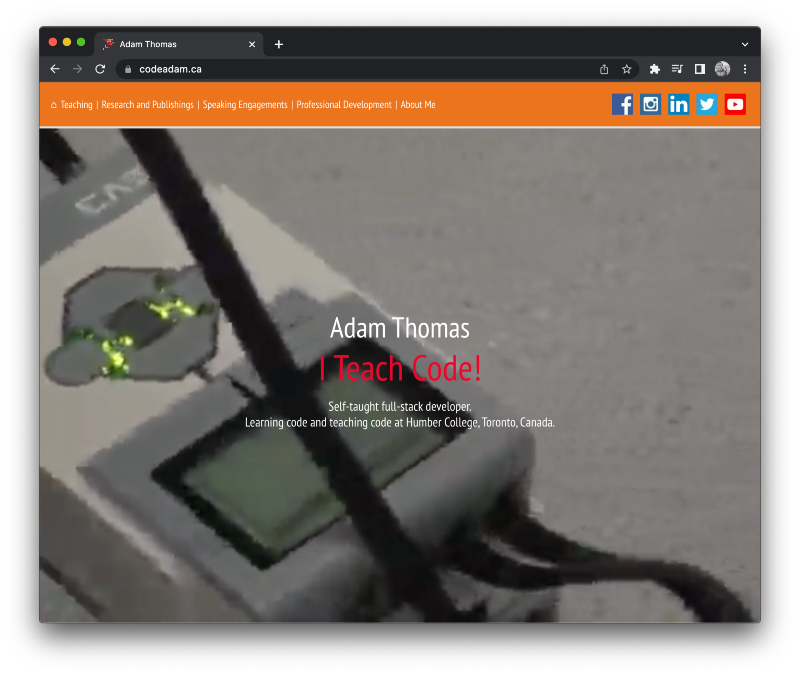 Adam Thomas
codeadam.ca
Teaching | Research and Publishings | Speaking Engagements | Professional Development | About Me
Adam Thomas
I Teach Code!
Self-taught full-stack developer.
Learning code and teaching code at Humber College, Toronto, Canada.